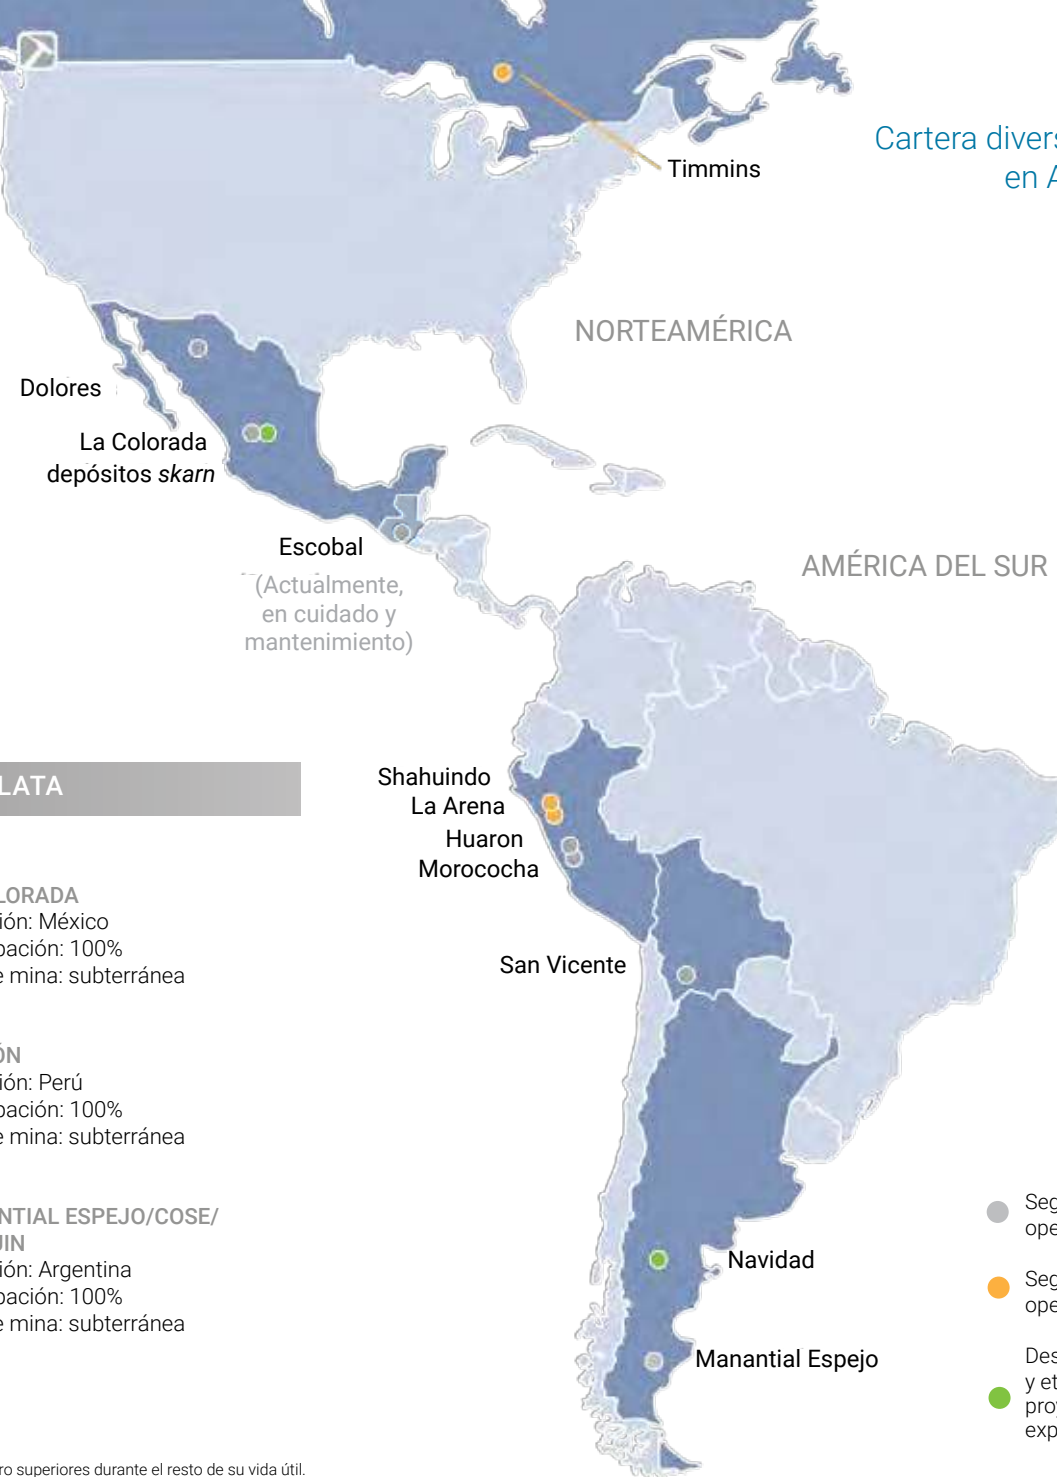 Cartera divers
en A
Timmins
NORTEAMÉRICA
Dolores
La Colorada
depósitos skarn
Escobal
(Actualmente,
en cuidado y
mantenimiento)
AMÉRICA DEL SUR
LATA
Shahuindo
La Arena
Huaron
Morococha
San Vicente
LORADA
ión: México
pación: 100%
e mina: subterránea
ÓN
ión: Perú
pación: 100%
e mina: subterránea
NTIAL ESPEJO/COSE/
UIN
ión: Argentina
pación: 100%
e mina: subterránea
Navidad
Manantial Espejo
Seg
ope
Seg
ope
Des
y et
proy
exp
ro superiores durante el resto de su vida útil.